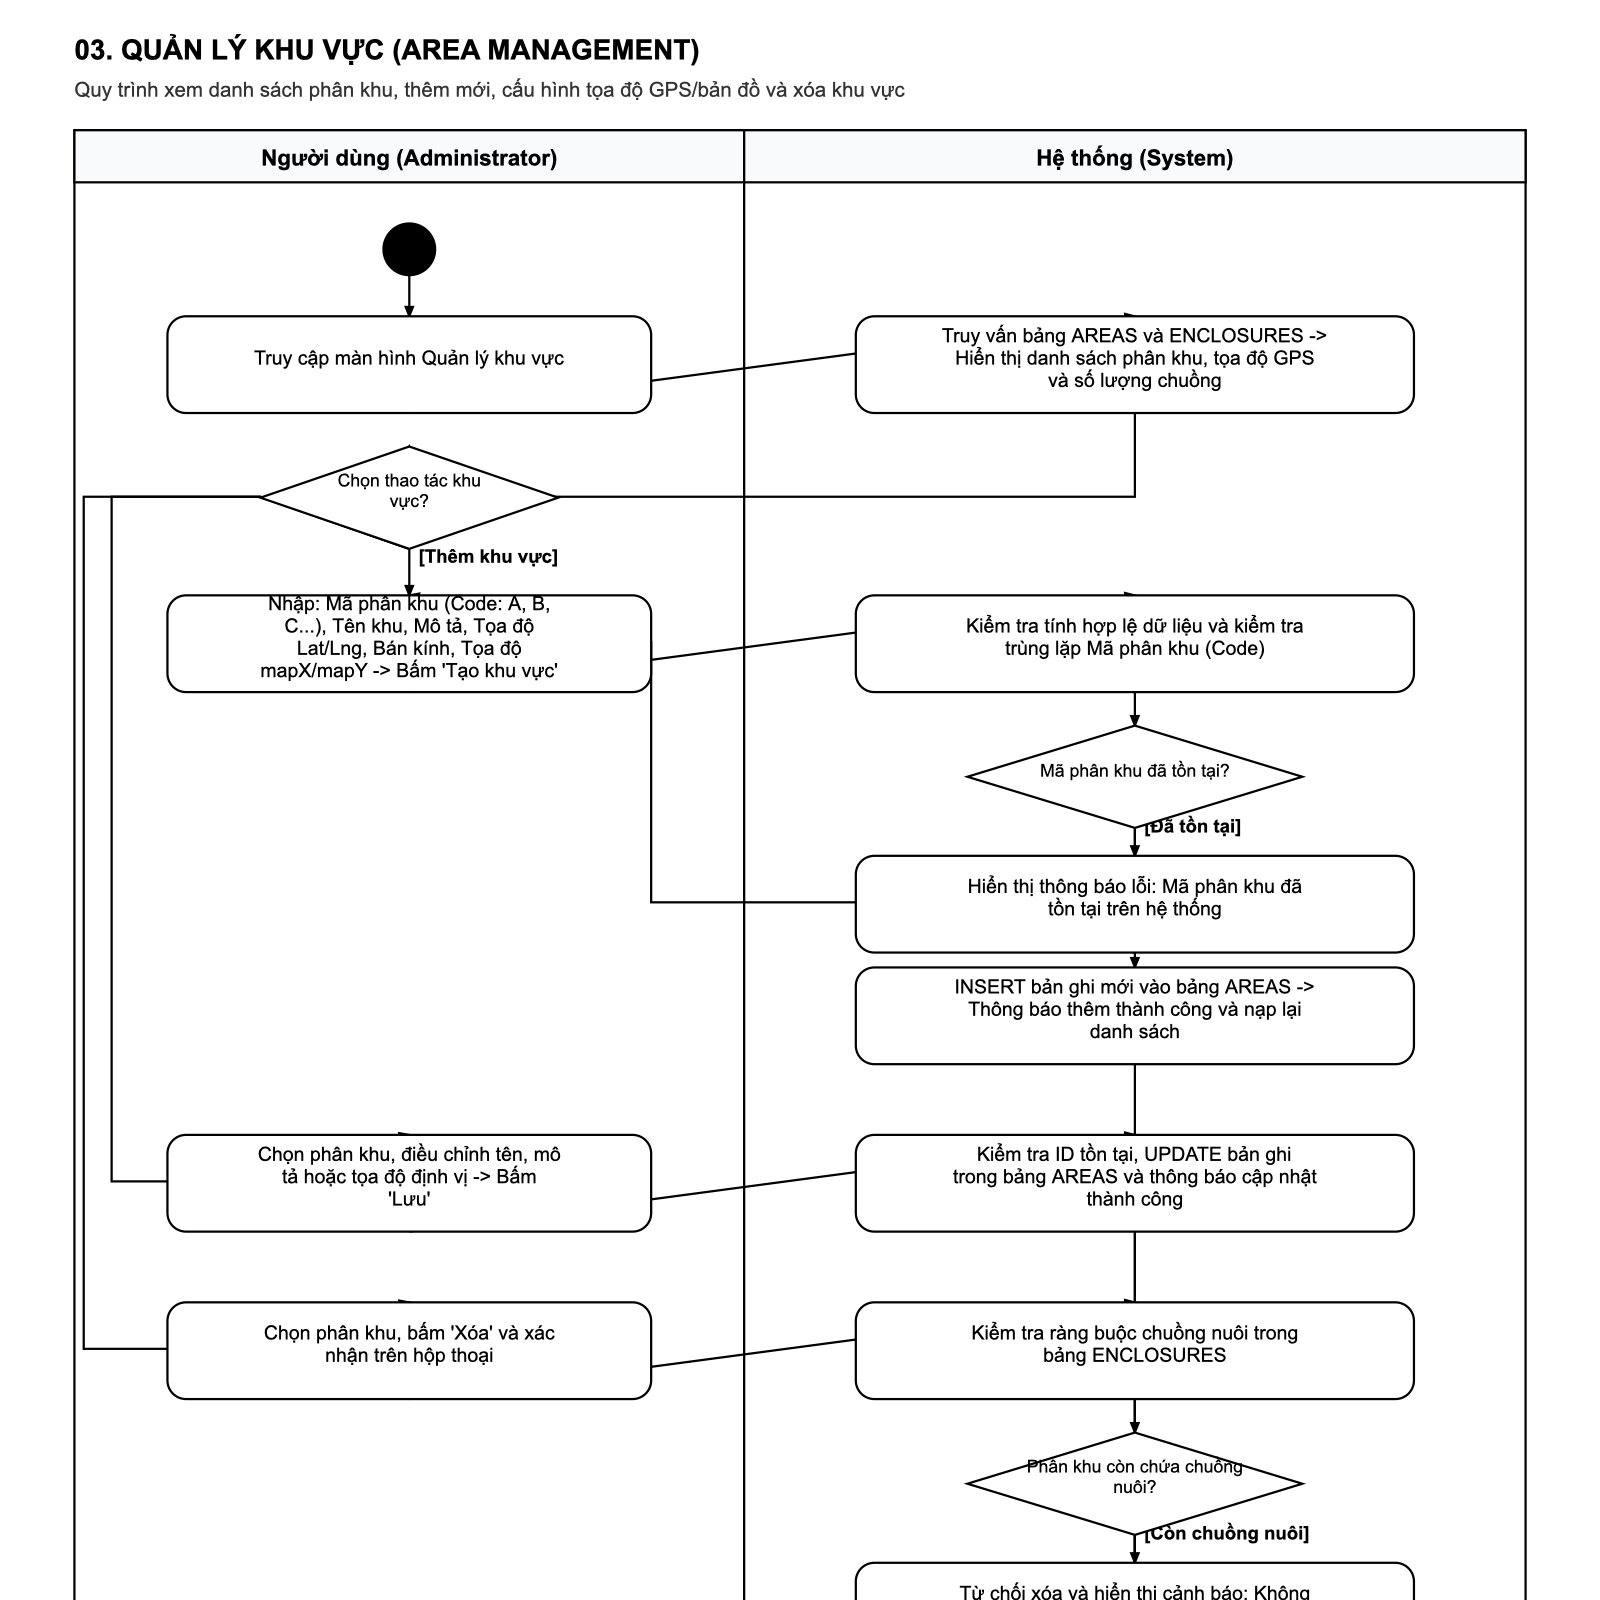 03. QUẢN LÝ KHU VỰC (AREA MANAGEMENT)
Quy trình xem danh sách phân khu, thêm mới, cấu hình tọa độ GPS/bản đồ và xóa khu vực
Người dùng (Administrator)
Hệ thống (System)
Truy cập màn hình Quản lý khu vực
Truy vấn bảng AREAS và ENCLOSURES ->
Hiển thị danh sách phân khu, tọa độ GPS
và số lượng chuồng
Chọn thao tác khu
vực?
[Thêm khu vực]
Nhập: Mã phân khu (Code: A, B,
C...), Tên khu, Mô tả, Tọa độ
Lat/Lng, Bán kính, Tọa độ
mapX/mapY -> Bấm 'Tạo khu vực'
Kiểm tra tính hợp lệ dữ liệu và kiểm tra
trùng lặp Mã phân khu (Code)
Mã phân khu đã tồn tại?
[Đã tồn tại]
Hiển thị thông báo lỗi: Mã phân khu đã
tồn tại trên hệ thống
INSERT bản ghi mới vào bảng AREAS ->
Thông báo thêm thành công và nạp lại
danh sách
Chọn phân khu, điều chỉnh tên, mô
tả hoặc tọa độ định vị -> Bấm
'Lưu'
Kiểm tra ID tồn tại, UPDATE bản ghi
trong bảng AREAS và thông báo cập nhật
thành công
Chọn phân khu, bấm 'Xóa' và xác
nhận trên hộp thoại
Kiểm tra ràng buộc chuồng nuôi trong
bảng ENCLOSURES
Phân khu còn chứa chuồng
nuôi?
[Còn chuồng nuôi]
Từ chối xóa và hiển thị cảnh báo: Không